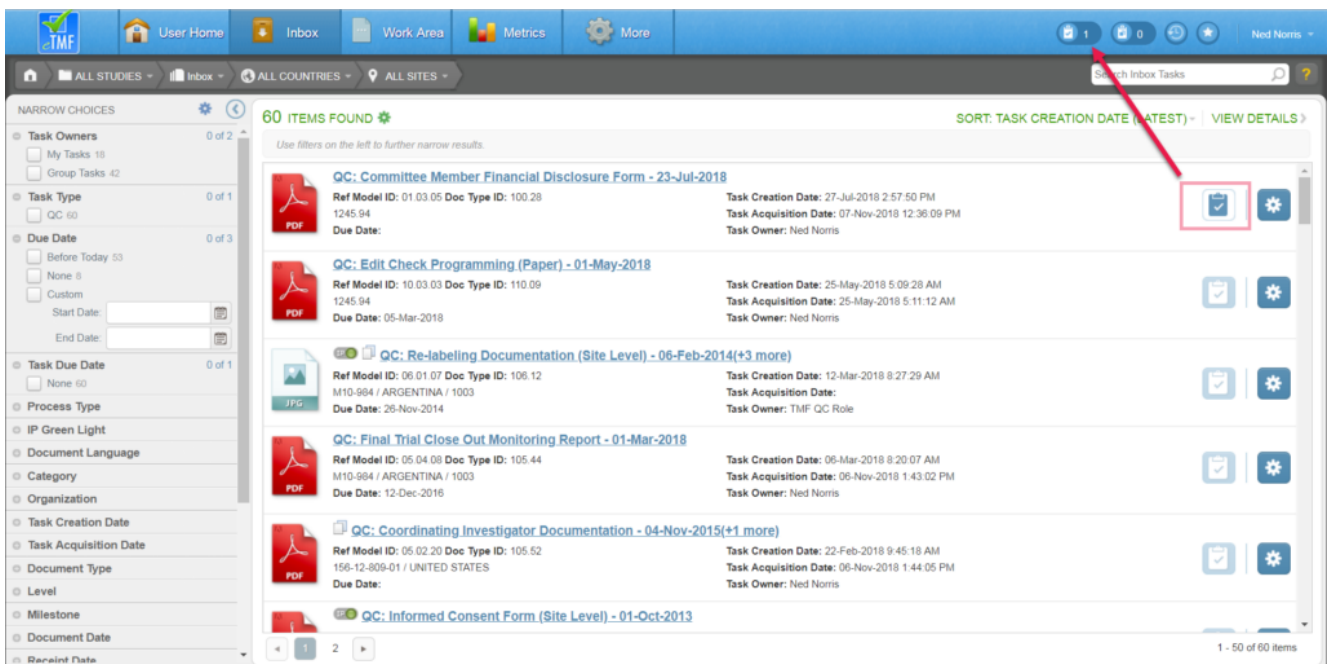 eTMF
User Home
Inbox
Work Area
Metrics
More
1
0
Ned Norris
ALL STUDIES
Inbox
ALL COUNTRIES
ALL SITES
Search Inbox Tasks
?
NARROW CHOICES
Task Owners 0 of 2
My Tasks 18
Group Tasks 42
Task Type 0 of 1
QC 60
Due Date 0 of 3
Before Today 53
None 8
Custom
Start Date:
End Date:
Task Due Date 0 of 1
None 60
Process Type
IP Green Light
Document Language
Category
Organization
Task Creation Date
Task Acquisition Date
Document Type
Level
Milestone
Document Date
Receipt Date
60 ITEMS FOUND
SORT: TASK CREATION DATE (LATEST)
VIEW DETAILS
Use filters on the left to further narrow results.
PDF
QC: Committee Member Financial Disclosure Form - 23-Jul-2018
Ref Model ID: 01.03.05 Doc Type ID: 100.28
1245.94
Due Date:
Task Creation Date: 27-Jul-2018 2:57:50 PM
Task Acquisition Date: 07-Nov-2018 12:36:09 PM
Task Owner: Ned Norris
PDF
QC: Edit Check Programming (Paper) - 01-May-2018
Ref Model ID: 10.03.03 Doc Type ID: 110.09
1245.94
Due Date: 05-Mar-2018
Task Creation Date: 25-May-2018 5:09:28 AM
Task Acquisition Date: 25-May-2018 5:11:12 AM
Task Owner: Ned Norris
JPG
QC: Re-labeling Documentation (Site Level) - 06-Feb-2014(+3 more)
Ref Model ID: 06.01.07 Doc Type ID: 106.12
M10-984 / ARGENTINA / 1003
Due Date: 26-Nov-2014
Task Creation Date: 12-Mar-2018 8:27:29 AM
Task Acquisition Date:
Task Owner: TMF QC Role
PDF
QC: Final Trial Close Out Monitoring Report - 01-Mar-2018
Ref Model ID: 05.04.08 Doc Type ID: 105.44
M10-984 / ARGENTINA / 1003
Due Date: 12-Dec-2016
Task Creation Date: 06-Mar-2018 8:20:07 AM
Task Acquisition Date: 06-Nov-2018 1:43:02 PM
Task Owner: Ned Norris
PDF
QC: Coordinating Investigator Documentation - 04-Nov-2015(+1 more)
Ref Model ID: 05.02.20 Doc Type ID: 105.52
156-12-809-01 / UNITED STATES
Due Date:
Task Creation Date: 22-Feb-2018 9:45:18 AM
Task Acquisition Date: 06-Nov-2018 1:44:05 PM
Task Owner: Ned Norris
QC: Informed Consent Form (Site Level) - 01-Oct-2013
1
2
1 - 50 of 60 items